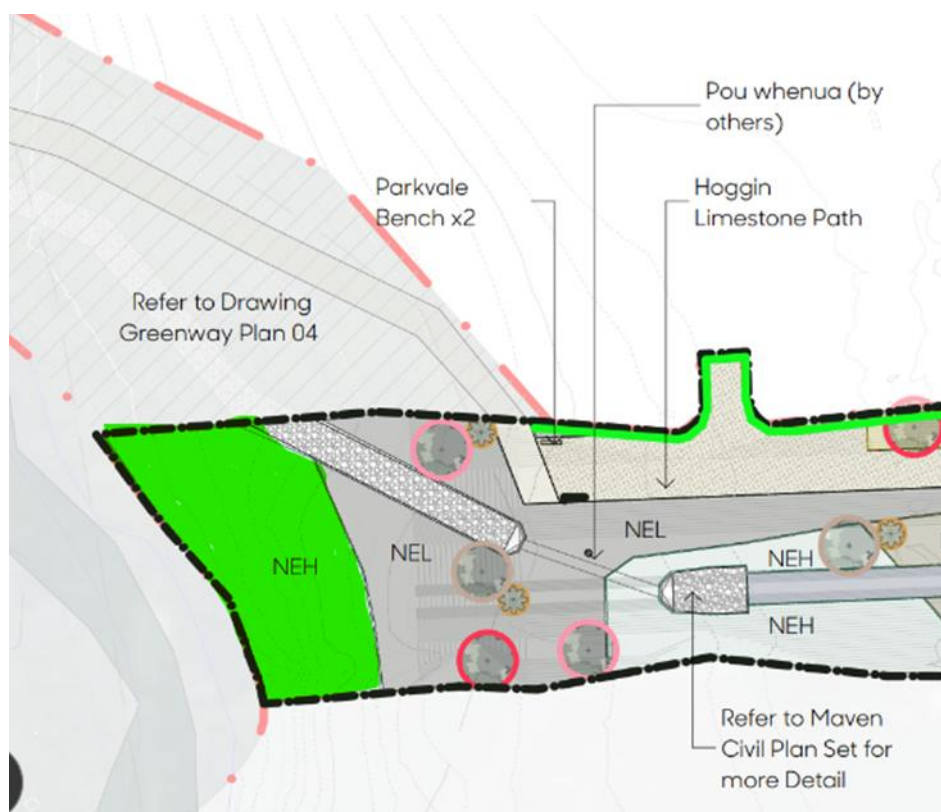 Pou whenua (by
others)
Parkvale
Bench x2
Hoggin
Limestone Path
Refer to Drawing
Greenway Plan 04
NEL
NEH
NEL
NEH
NEH
Refer to Maven
Civil Plan Set for
more Detail